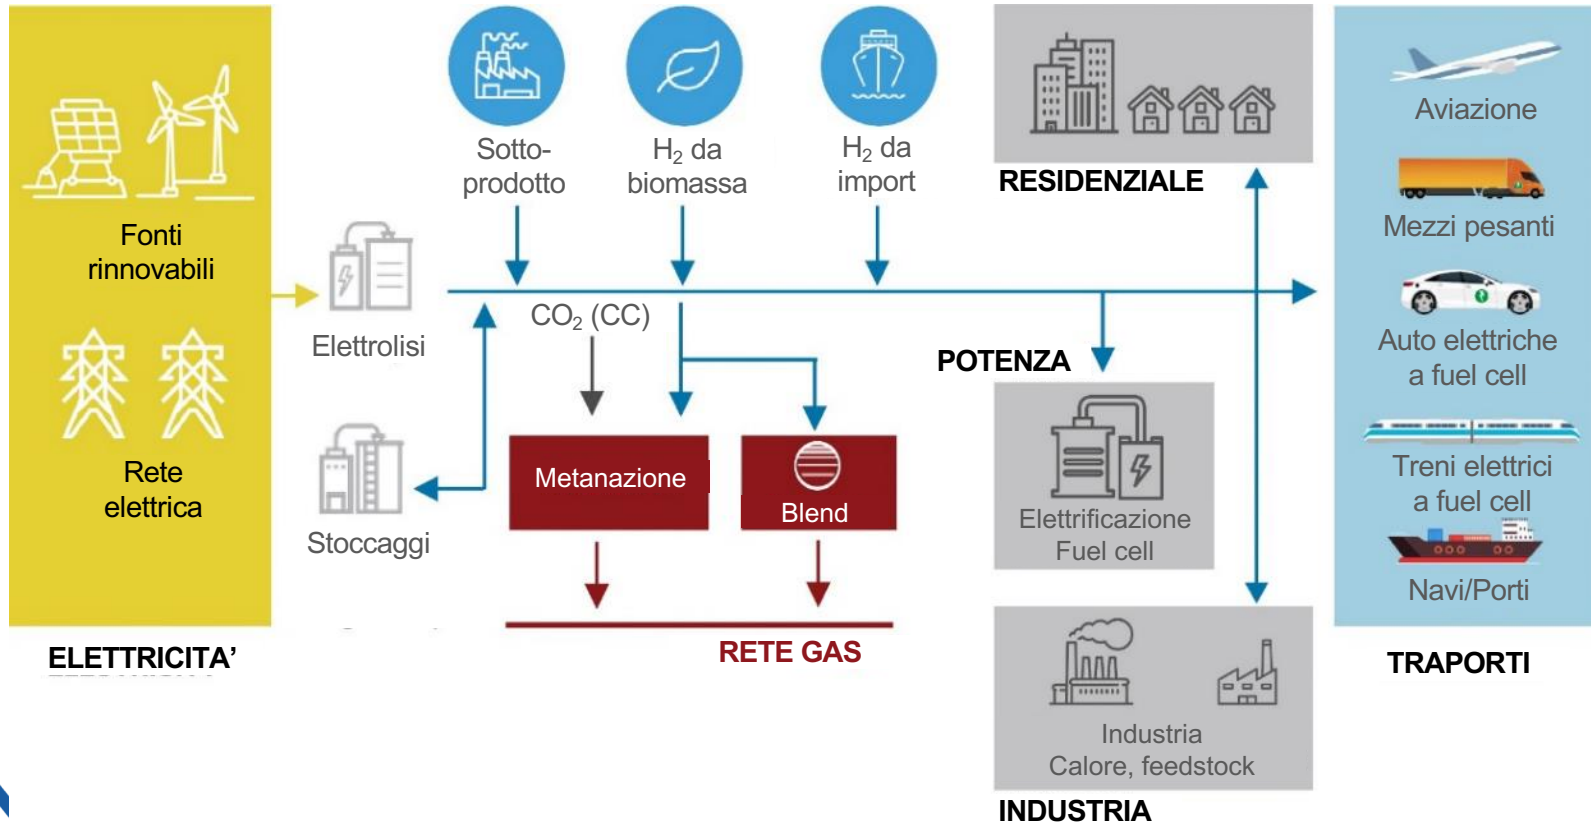 Fonti
rinnovabili
Rete
elettrica
ELETTRICITA’
Elettrolisi
Stoccaggi
Sotto-
prodotto
H₂ da
biomassa
H₂ da
import
CO₂ (CC)
Metanazione
Blend
RETE GAS
RESIDENZIALE
POTENZA
Elettrificazione
Fuel cell
Industria
Calore, feedstock
INDUSTRIA
Aviazione
Mezzi pesanti
Auto elettriche
a fuel cell
Treni elettrici
a fuel cell
Navi/Porti
TRAPORTI